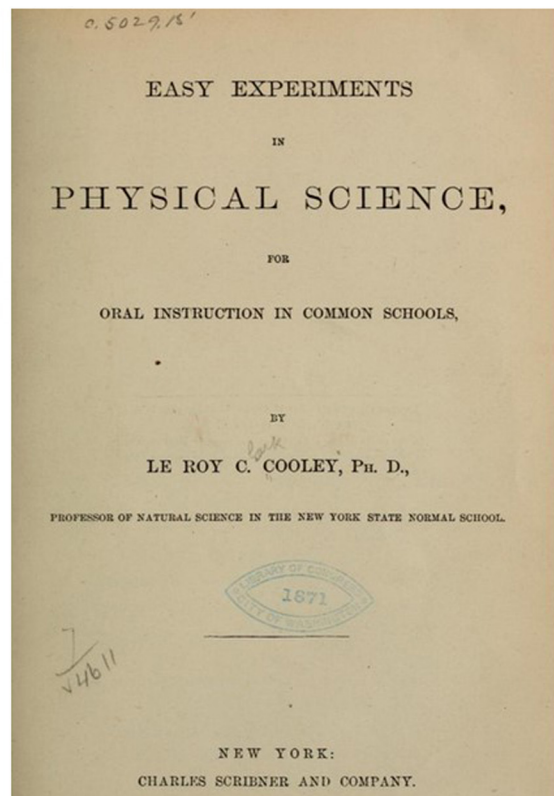 0.5029.15'
EASY EXPERIMENTS
IN
PHYSICAL SCIENCE,
FOR
ORAL INSTRUCTION IN COMMON SCHOOLS,
BY
LE ROY C. COOLEY, PH. D.,
PROFESSOR OF NATURAL SCIENCE IN THE NEW YORK STATE NORMAL SCHOOL.
LIBRARY OF CONGRESS
1871
CITY OF WASHINGTON
NEW YORK:
CHARLES SCRIBNER AND COMPANY.